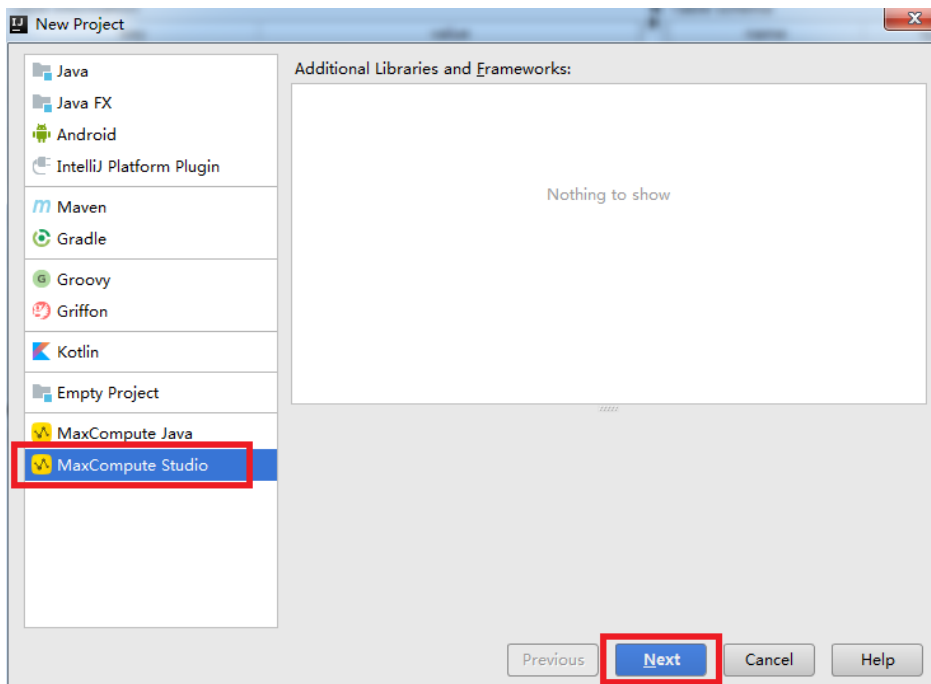 New Project
Java
Java FX
Android
IntelliJ Platform Plugin
Maven
Gradle
Groovy
Griffon
Kotlin
Empty Project
MaxCompute Java
MaxCompute Studio
Additional Libraries and Frameworks:
Nothing to show
Previous
Next
Cancel
Help